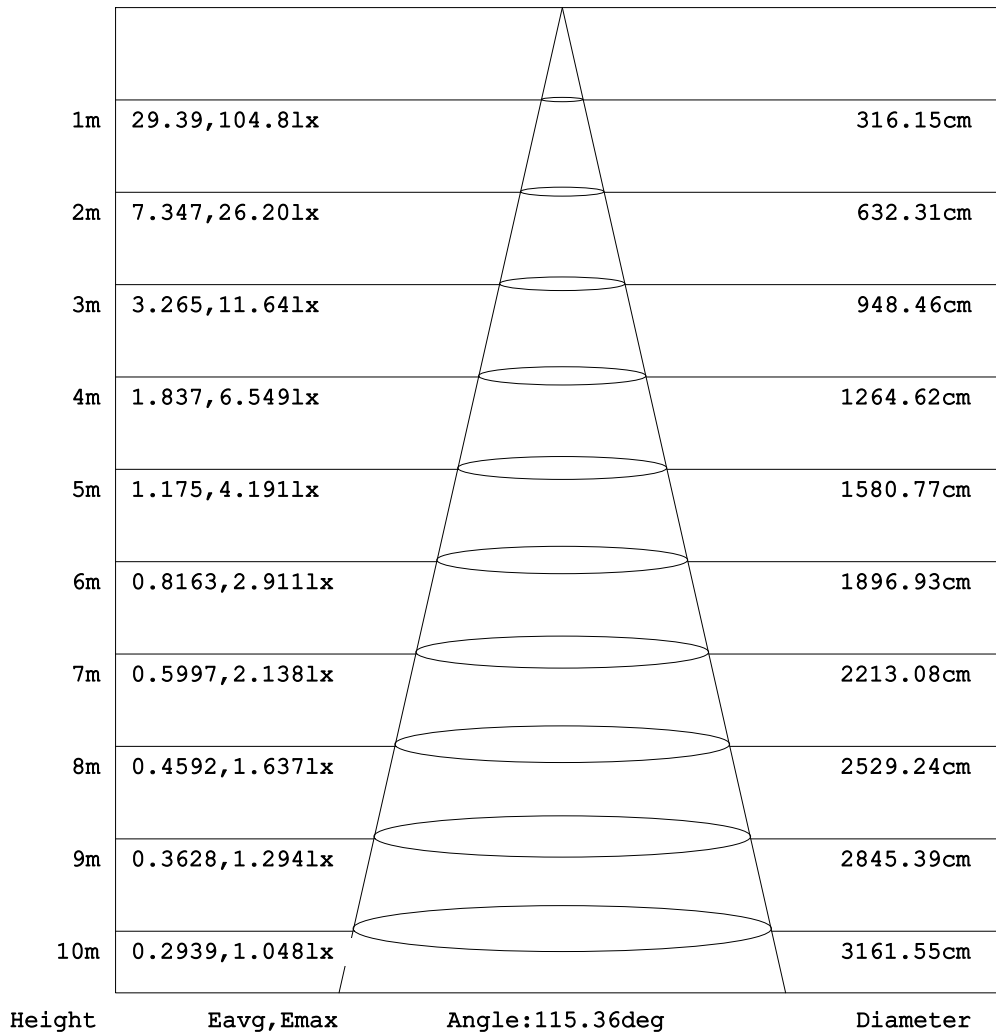 1m 29.39,104.8lx 316.15cm
2m 7.347,26.20lx 632.31cm
3m 3.265,11.64lx 948.46cm
4m 1.837,6.549lx 1264.62cm
5m 1.175,4.191lx 1580.77cm
6m 0.8163,2.911lx 1896.93cm
7m 0.5997,2.138lx 2213.08cm
8m 0.4592,1.637lx 2529.24cm
9m 0.3628,1.294lx 2845.39cm
10m 0.2939,1.048lx 3161.55cm
Height Eavg,Emax Angle:115.36deg Diameter